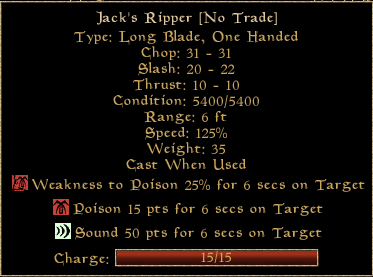 Jack's Ripper [No Trade]
Type: Long Blade, One Handed
Chop: 31 - 31
Slash: 20 - 22
Thrust: 10 - 10
Condition: 5400/5400
Range: 6 ft
Speed: 125%
Weight: 35
Cast When Used
Weakness to Poison 25% for 6 secs on Target
Poison 15 pts for 6 secs on Target
Sound 50 pts for 6 secs on Target
Charge: 15/15